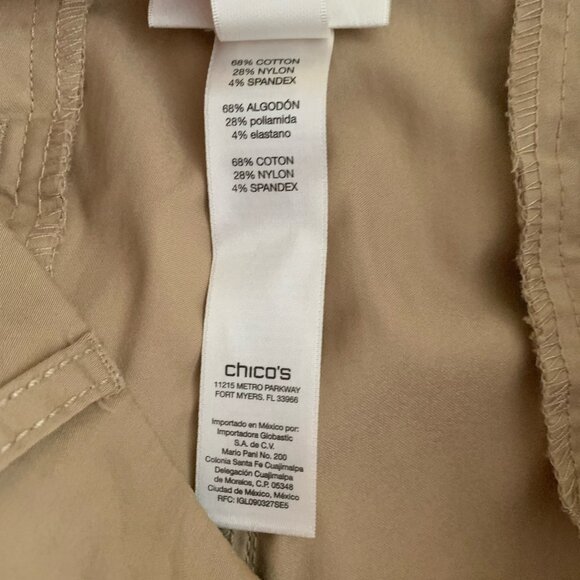 68% COTTON
28% NYLON
4% SPANDEX
68% ALGODÓN
28% poliamida
4% elastano
68% COTON
28% NYLON
4% SPANDEX
chico's
11215 METRO PARKWAY
FORT MYERS. FL 33966
Importado en México por:
Importadora Globastic
S.A. de C.V.
Mario Pani No. 200
Colonia Santa Fe Cuajimalpa
Delegación Cuajimalpa
de Morelos, C.P. 05348
Ciudad de México, México
RFC: IGL090327SE5